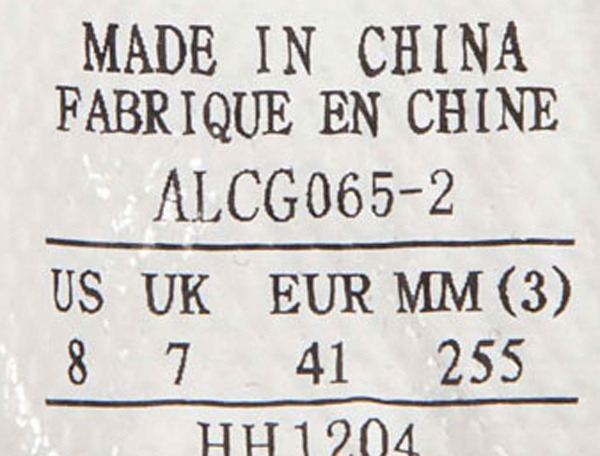 MADE IN CHINA
FABRIQUE EN CHINE
ALCG065-2
US UK EUR MM(3)
8 7 41 255
HH1204